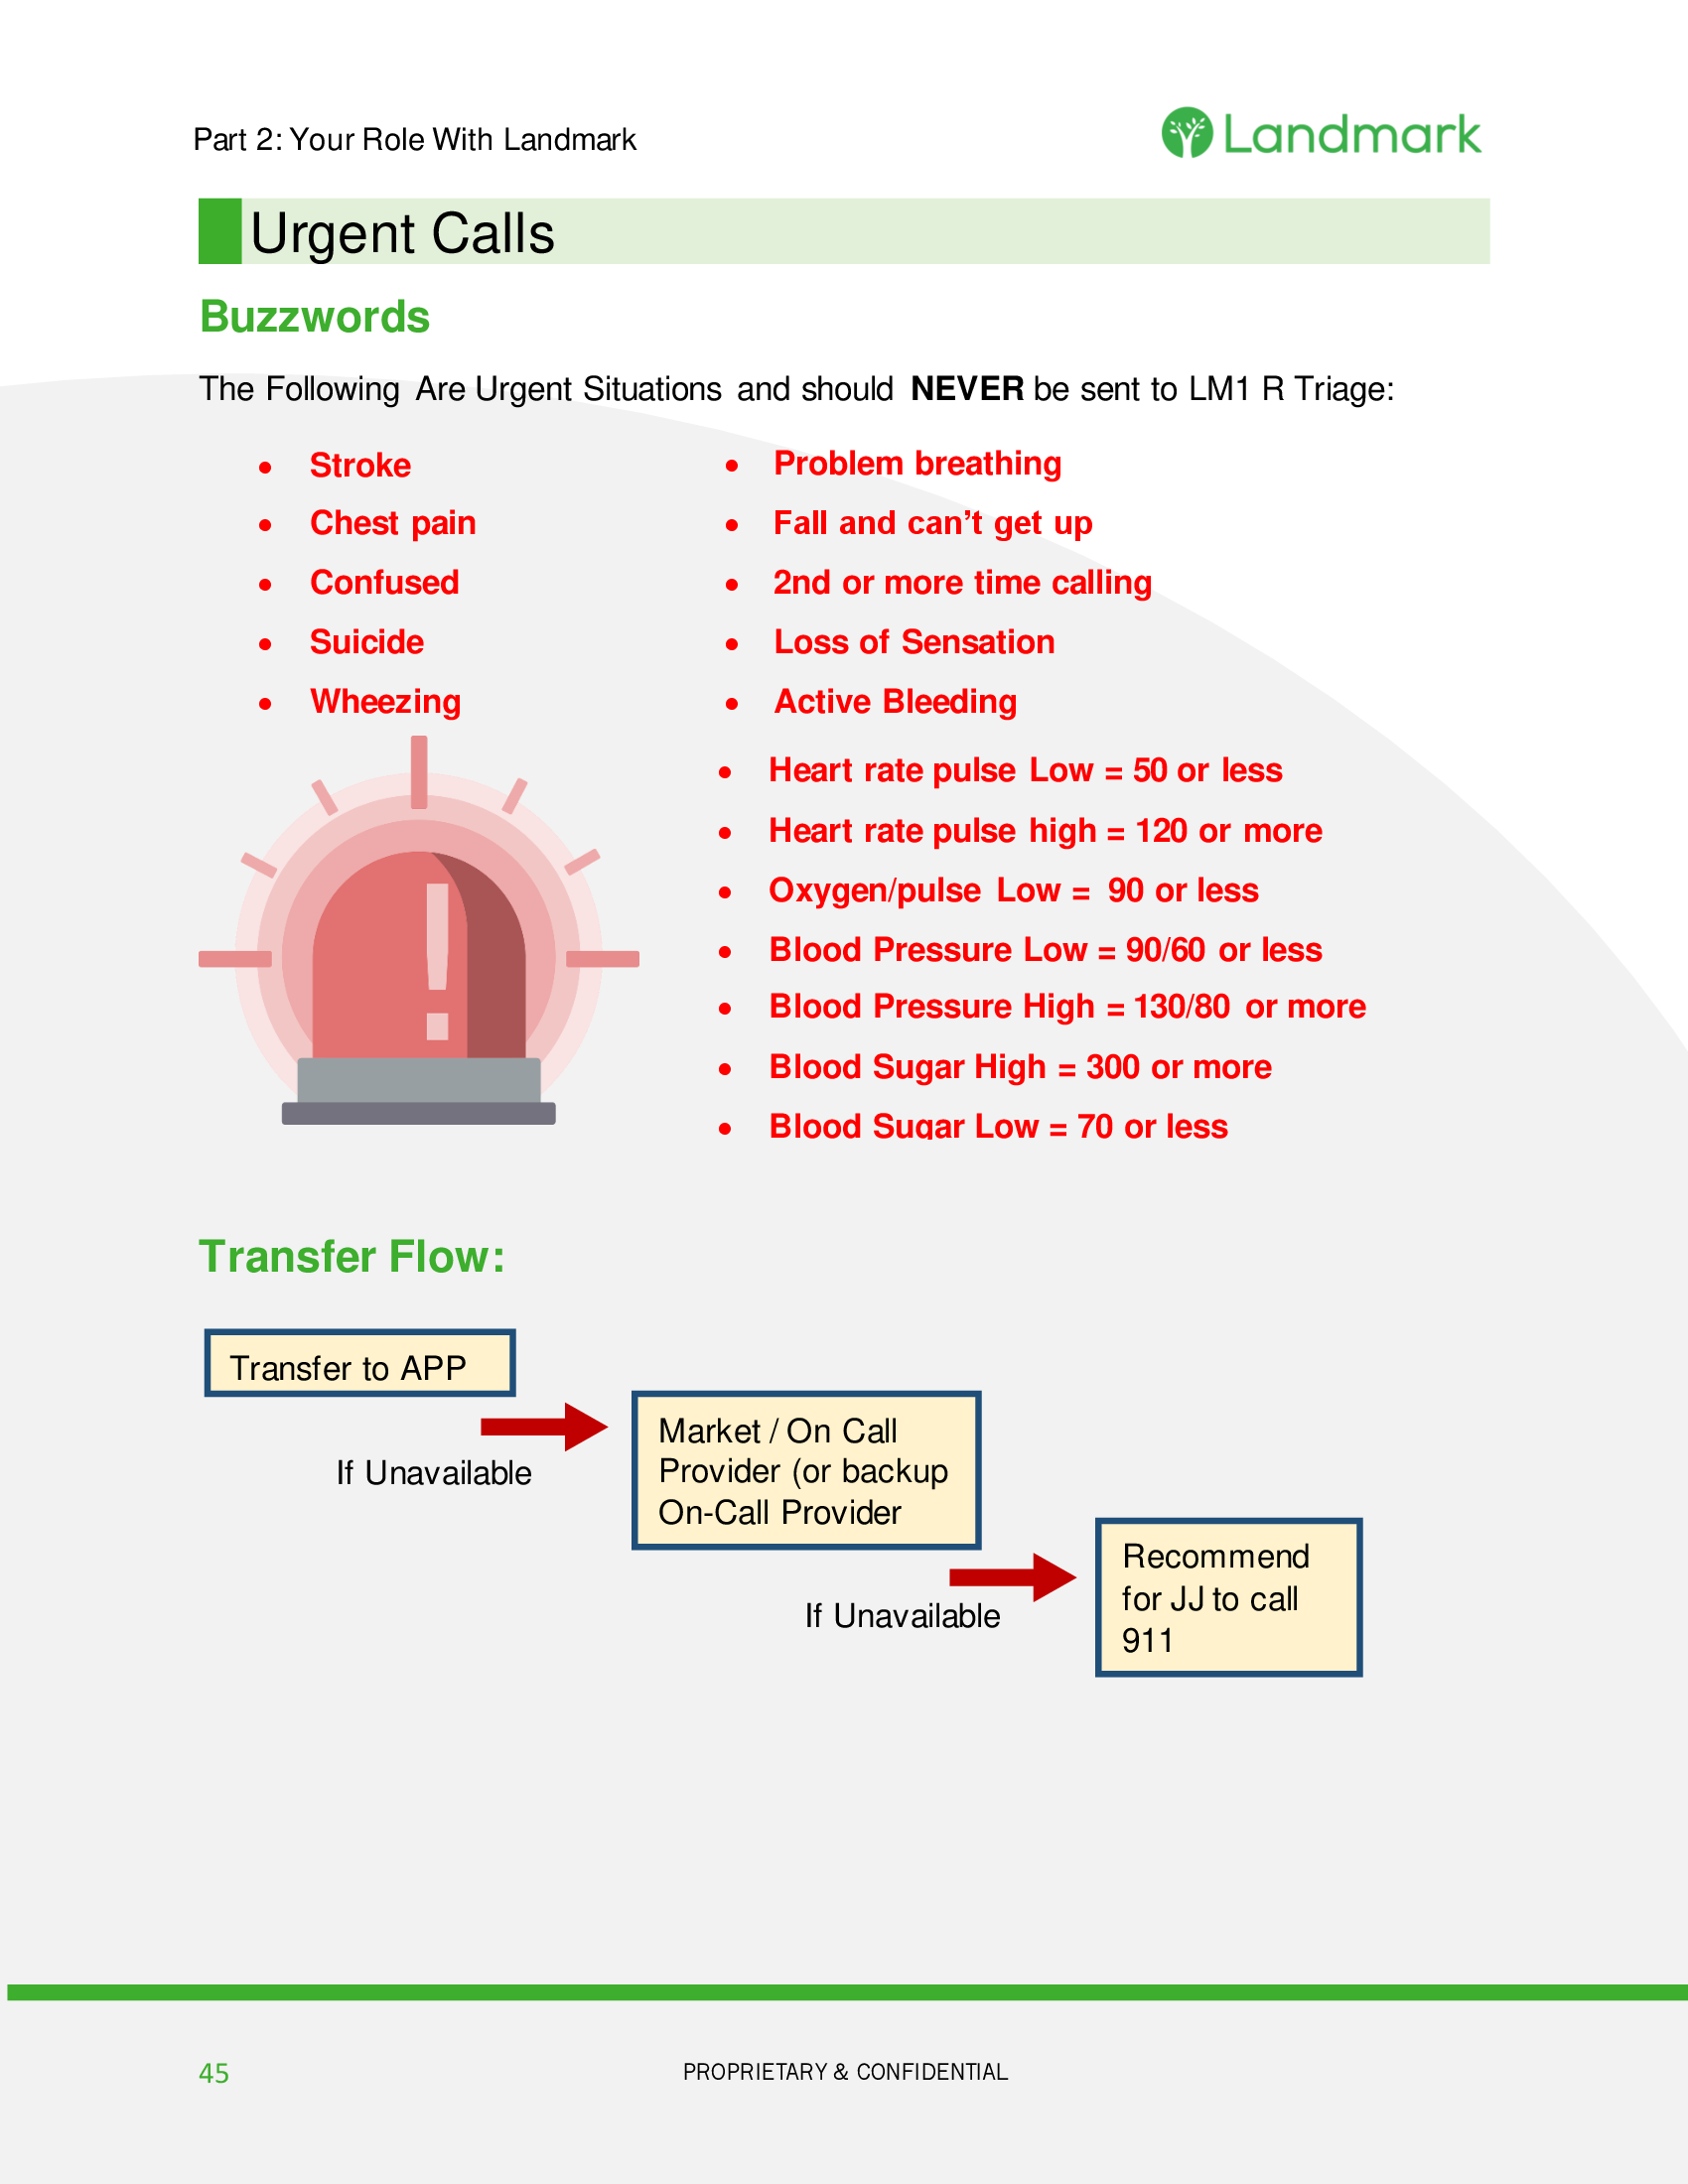 Part 2: Your Role With Landmark
Landmark
Urgent Calls
Buzzwords
The Following Are Urgent Situations and should NEVER be sent to LM1 R Triage:
• Stroke
• Chest pain
• Confused
• Suicide
• Wheezing
• Problem breathing
• Fall and can’t get up
• 2nd or more time calling
• Loss of Sensation
• Active Bleeding
• Heart rate pulse Low = 50 or less
• Heart rate pulse high = 120 or more
• Oxygen/pulse Low = 90 or less
• Blood Pressure Low = 90/60 or less
• Blood Pressure High = 130/80 or more
• Blood Sugar High = 300 or more
• Blood Sugar Low = 70 or less
!
Transfer Flow:
Transfer to APP
If Unavailable
Market / On Call
Provider (or backup
On-Call Provider
If Unavailable
Recommend
for JJ to call
911
45
PROPRIETARY & CONFIDENTIAL